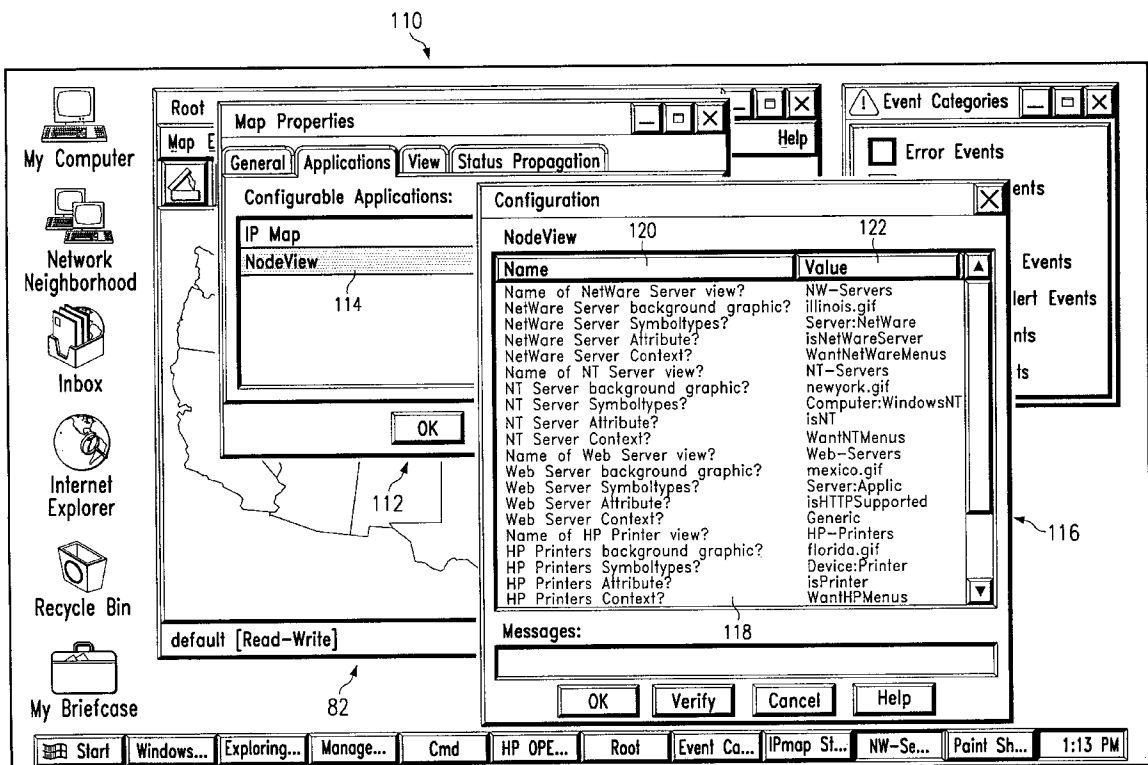 110
My Computer
Network
Neighborhood
Inbox
Internet
Explorer
Recycle Bin
My Briefcase
Root
Map E
Help
default [Read-Write]
82
Map Properties
General Applications View Status Propagation
Configurable Applications:
IP Map
NodeView
114
OK
112
Event Categories
Error Events
ents
Events
lert Events
nts
ts
Configuration
NodeView 120 122
Name Value
Name of NetWare Server view? NW-Servers
NetWare Server background graphic? illinois.gif
NetWare Server Symboltypes? Server:NetWare
NetWare Server Attribute? isNetWareServer
NetWare Server Context? WantNetWareMenus
Name of NT Server view? NT-Servers
NT Server background graphic? newyork.gif
NT Server Symboltypes? Computer:WindowsNT
NT Server Attribute? isNT
NT Server Context? WantNTMenus
Name of Web Server view? Web-Servers
Web Server background graphic? mexico.gif
Web Server Symboltypes? Server:Applic
Web Server Attribute? isHTTPSupported
Web Server Context? Generic
Name of HP Printer view? HP-Printers
HP Printers background graphic? florida.gif
HP Printers Symboltypes? Device:Printer
HP Printers Attribute? isPrinter
HP Printers Context? WantHPMenus
116
Messages: 118
OK Verify Cancel Help
Start Windows... Exploring... Manage... Cmd HP OPE... Root Event Ca... IPmap St... NW-Se... Paint Sh... 1:13 PM